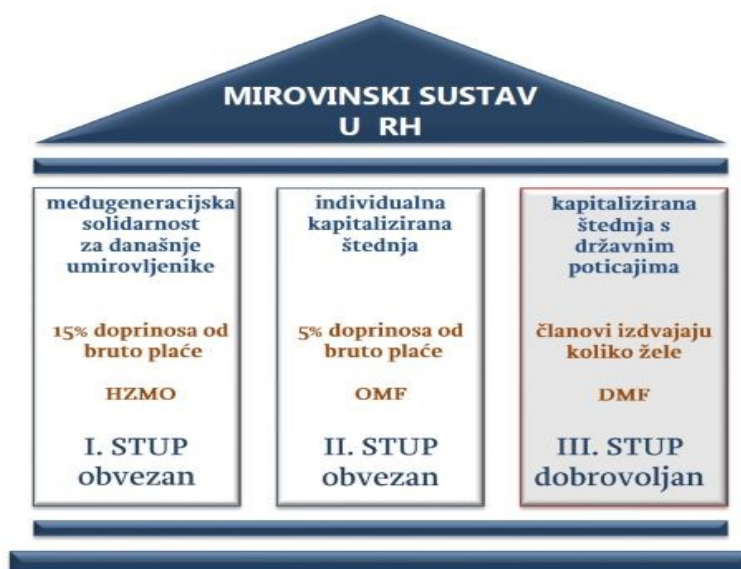 MIROVINSKI SUSTAV
U RH
međugeneracijska
solidarnost
za današnje
umirovljenike
15% doprinosa od
bruto plaće
HZMO
I. STUP
obvezan
individualna
kapitalizirana
štednja
5% doprinosa od
bruto plaće
OMF
II. STUP
obvezan
kapitalizirana
štednja s
državnim
poticajima
članovi izdvajaju
koliko žele
DMF
III. STUP
dobrovoljan